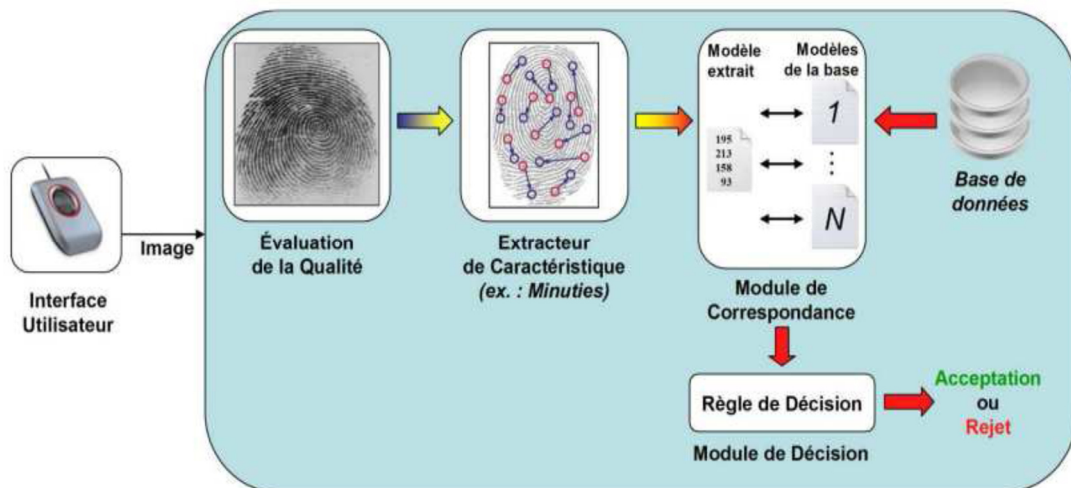 Interface
Utilisateur
Image
Évaluation
de la Qualité
Extracteur
de Caractéristique
(ex. : Minuties)
Modèle
extrait
Modèles
de la base
195
213
158
93
1
⋮
N
Module de
Correspondance
Base de
données
Règle de Décision
Module de Décision
Acceptation
ou
Rejet